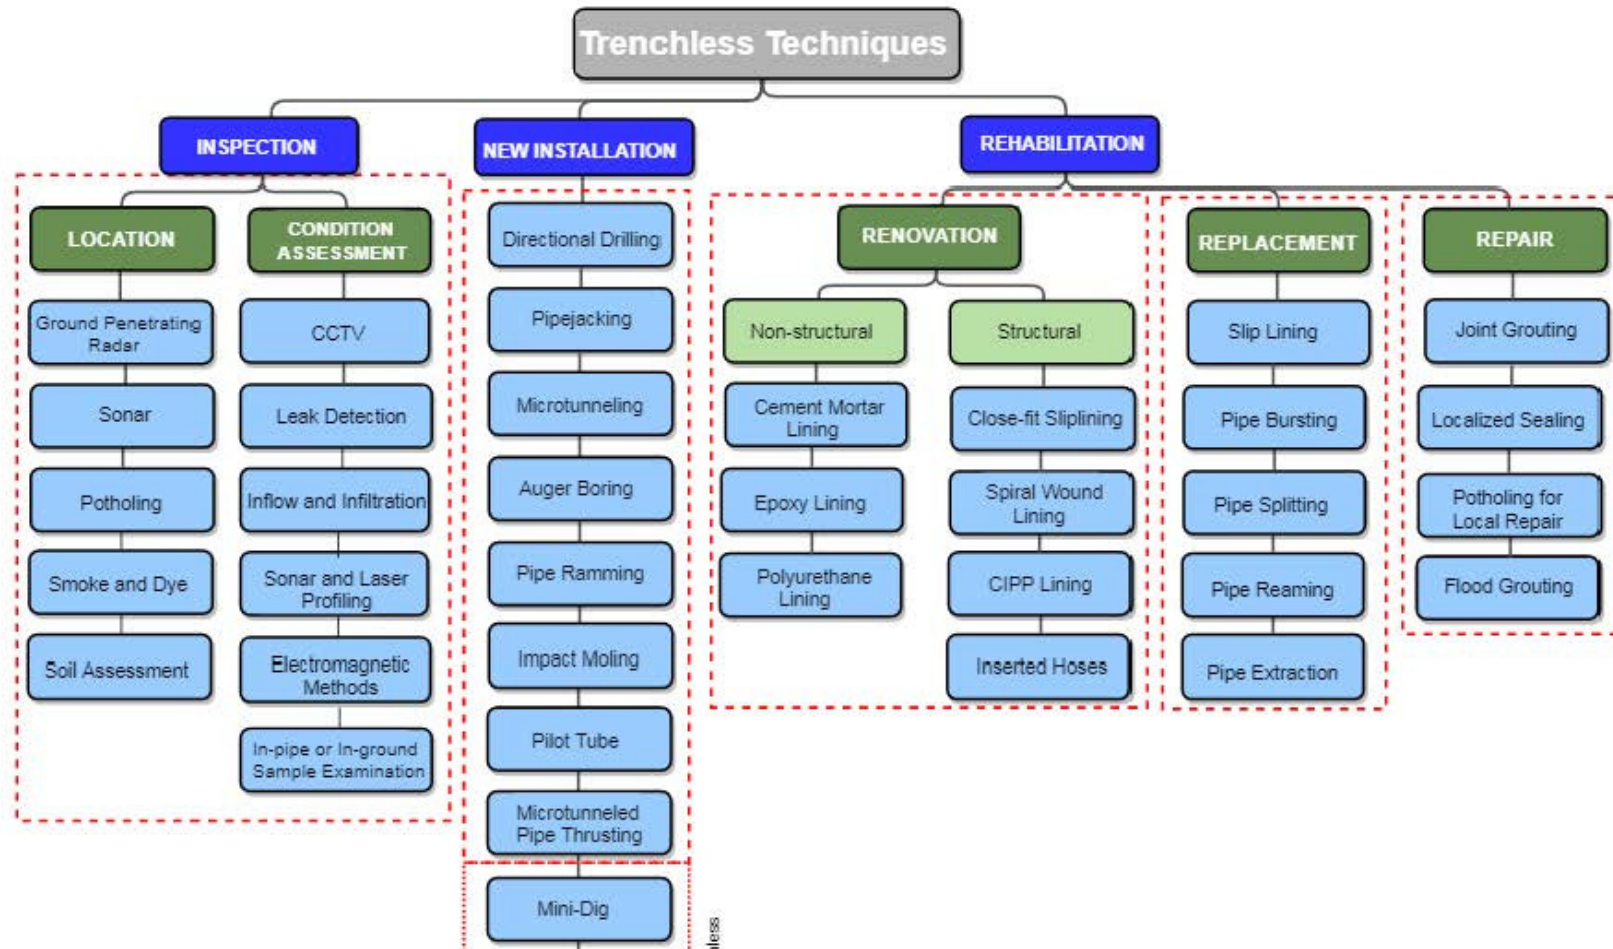 Trenchless Techniques
INSPECTION
NEW INSTALLATION
REHABILITATION
LOCATION
Ground Penetrating
Radar
Sonar
Potholing
Smoke and Dye
Soil Assessment
CONDITION
ASSESSMENT
CCTV
Leak Detection
Inflow and Infiltration
Sonar and Laser
Profiling
Electromagnetic
Methods
In-pipe or In-ground
Sample Examination
Directional Drilling
Pipejacking
Microtunneling
Auger Boring
Pipe Ramming
Impact Moling
Pilot Tube
Microtunneled
Pipe Thrusting
Mini-Dig
RENOVATION
Non-structural
Cement Mortar
Lining
Epoxy Lining
Polyurethane
Lining
Structural
Close-fit Sliplining
Spiral Wound
Lining
CIPP Lining
Inserted Hoses
REPLACEMENT
Slip Lining
Pipe Bursting
Pipe Splitting
Pipe Reaming
Pipe Extraction
REPAIR
Joint Grouting
Localized Sealing
Potholing for
Local Repair
Flood Grouting